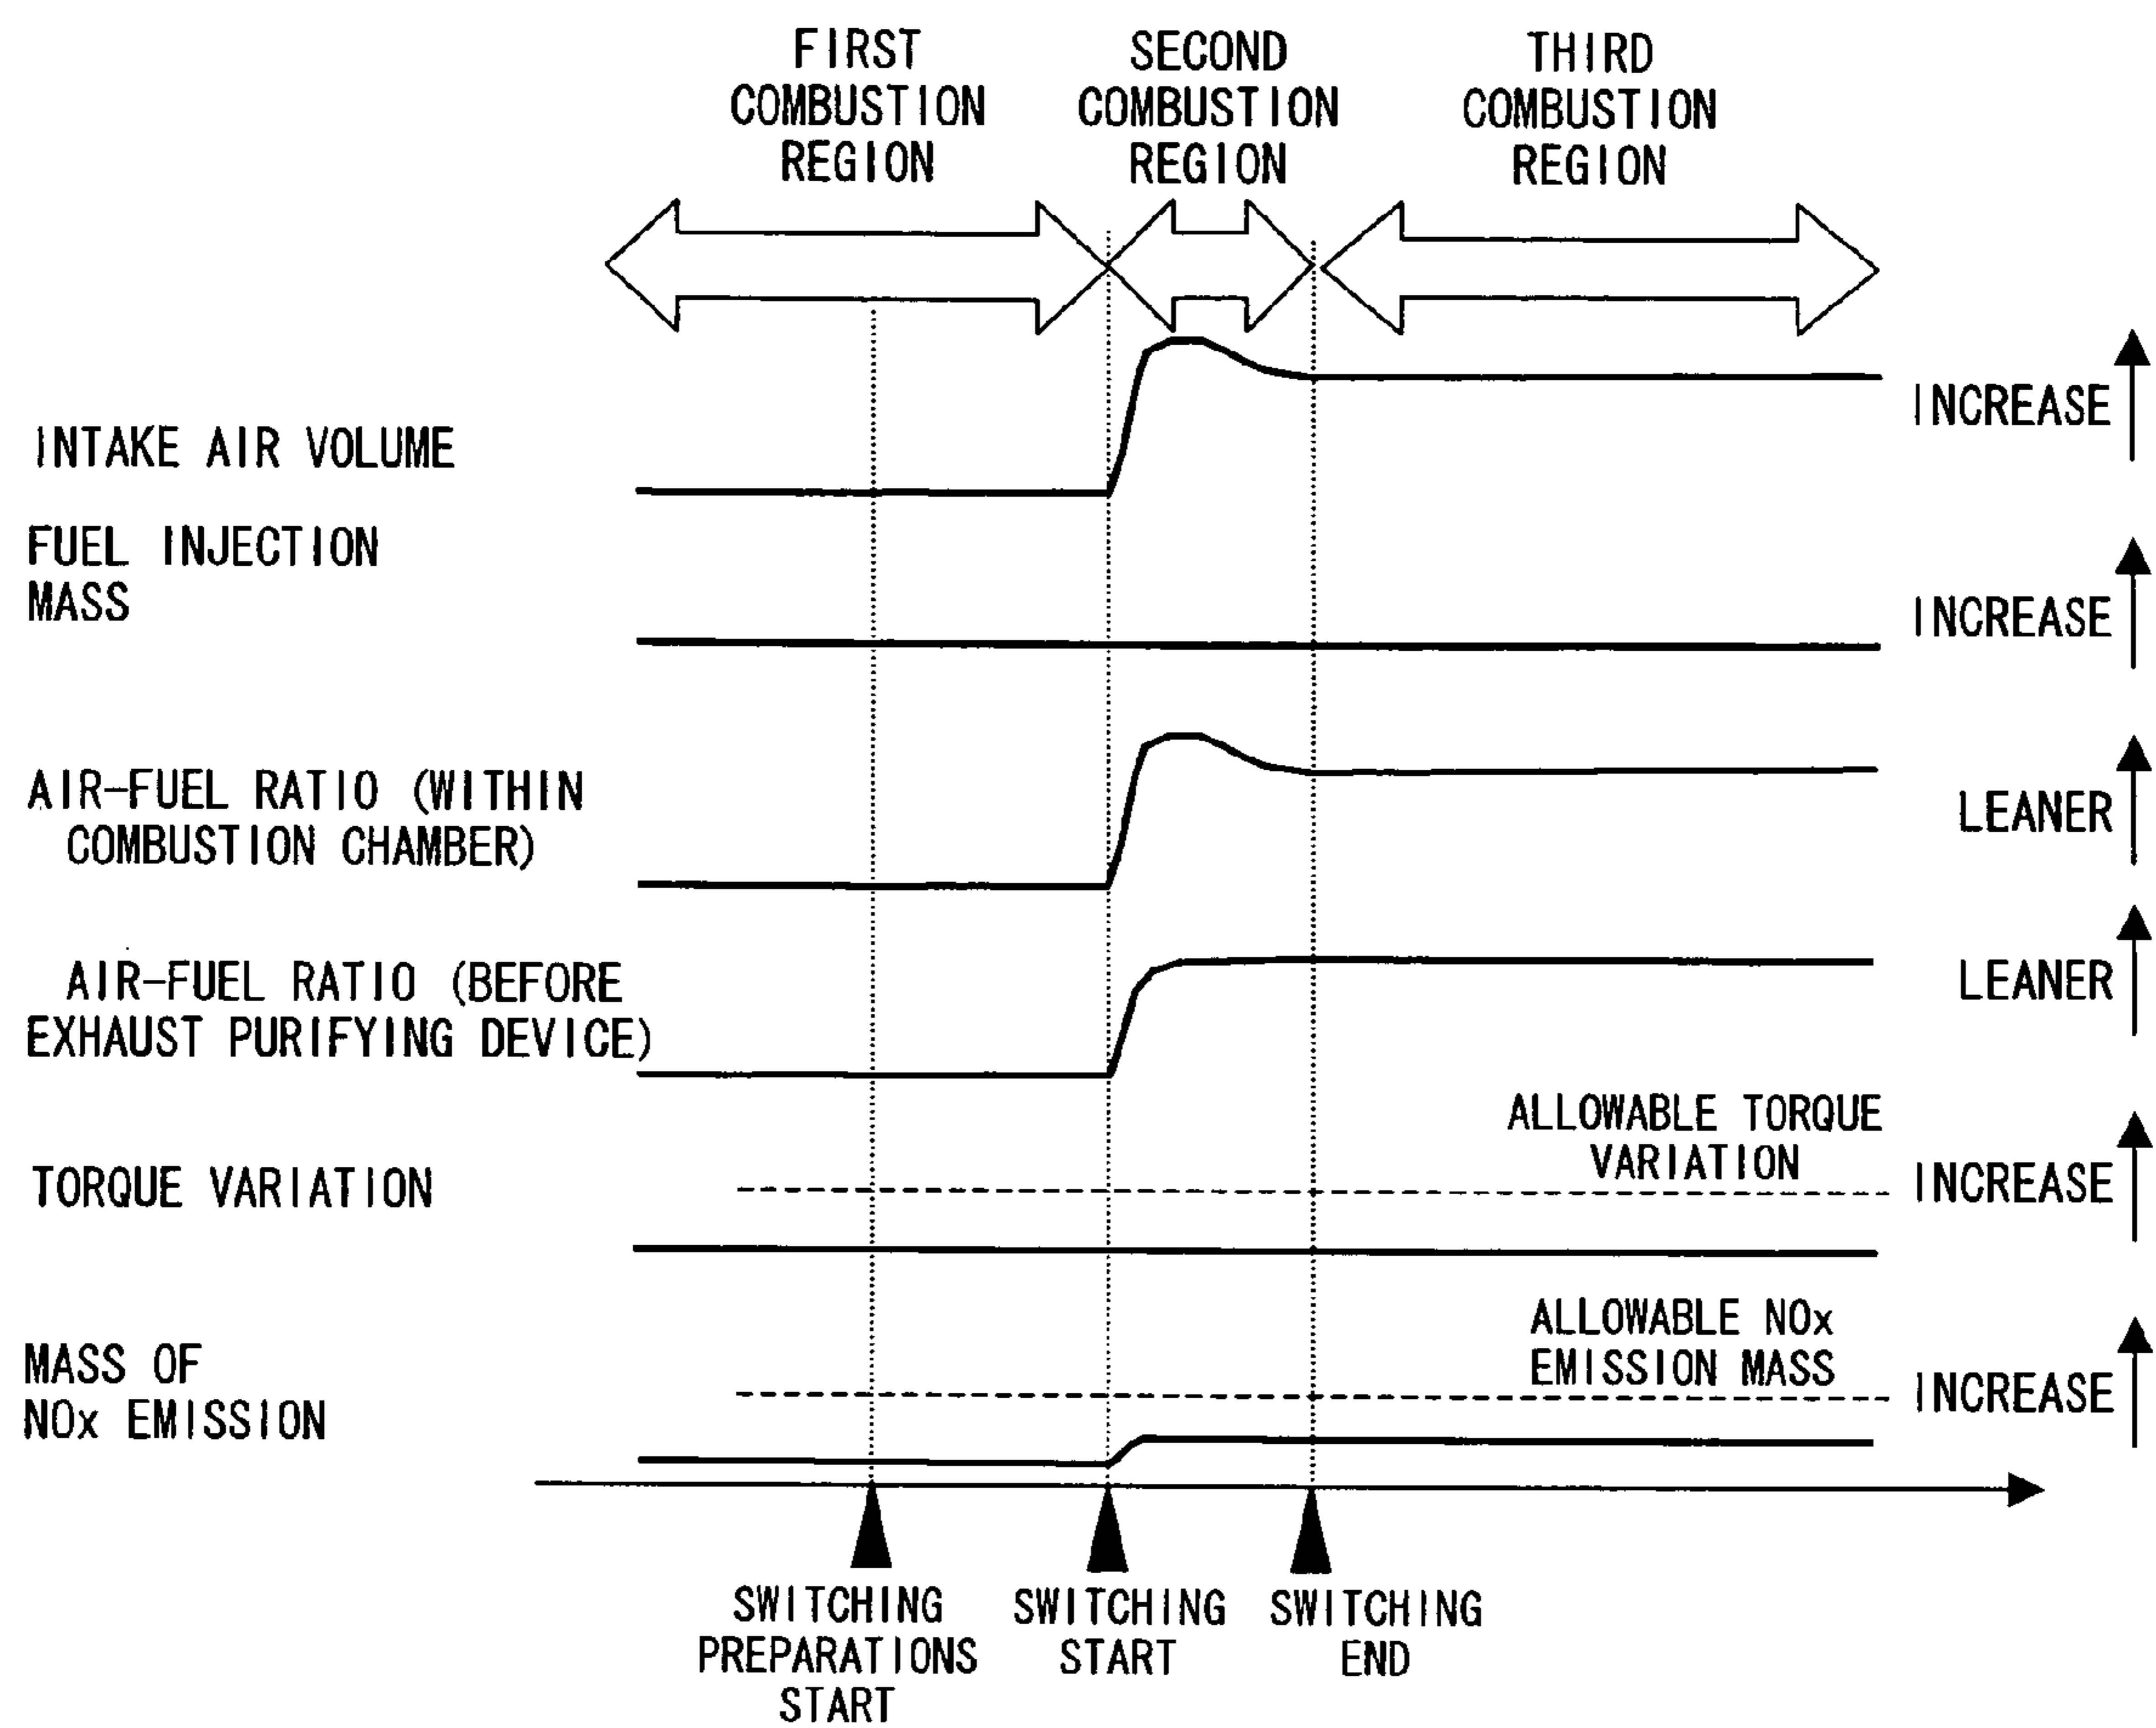 FIRST
COMBUSTION
REGION
SECOND
COMBUSTION
REGION
THIRD
COMBUSTION
REGION
INTAKE AIR VOLUME
INCREASE
FUEL INJECTION
MASS
INCREASE
AIR-FUEL RATIO (WITHIN
COMBUSTION CHAMBER)
LEANER
AIR-FUEL RATIO (BEFORE
EXHAUST PURIFYING DEVICE)
LEANER
ALLOWABLE TORQUE
VARIATION
TORQUE VARIATION
INCREASE
ALLOWABLE NOx
EMISSION MASS
MASS OF
NOx EMISSION
INCREASE
SWITCHING
PREPARATIONS
START
SWITCHING
START
SWITCHING
END